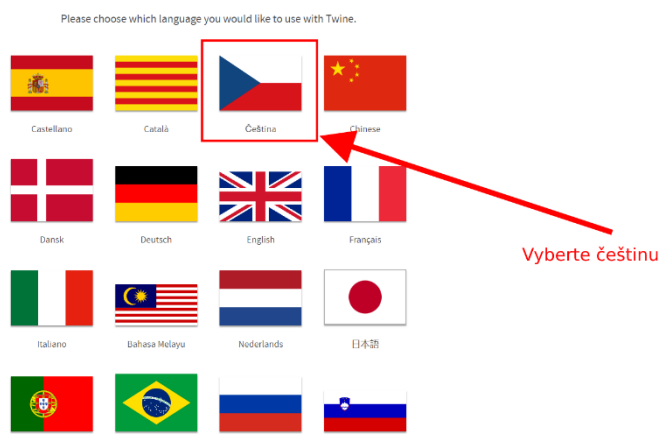 Please choose which language you would like to use with Twine.
Castellano
Català
Čeština
Chinese
Dansk
Deutsch
English
Français
Vyberte češtinu
Italiano
Bahasa Melayu
Nederlands
日本語